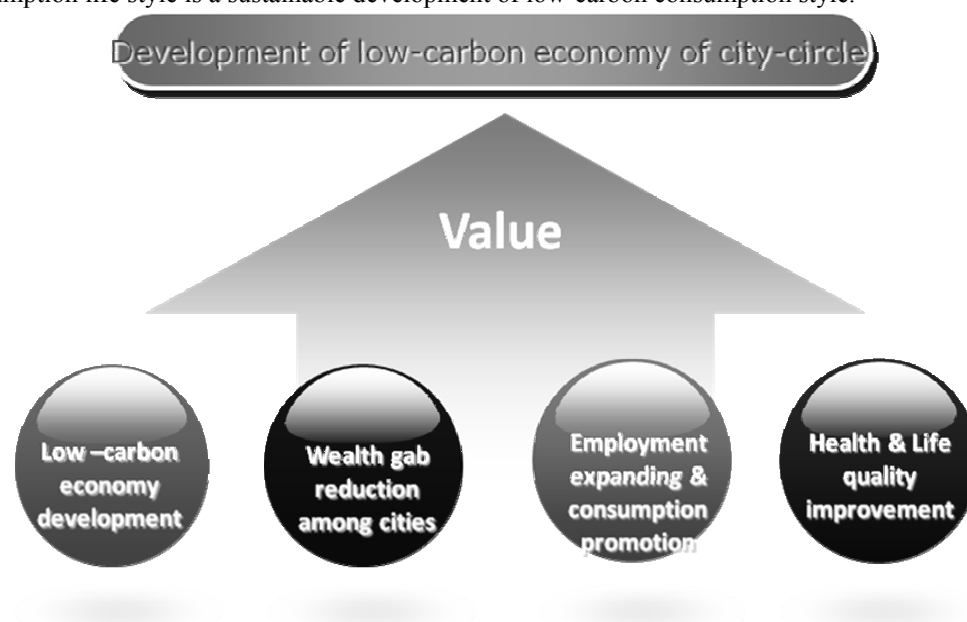 mption life style is a sustainable development of low-carbon consumption style.
Development of low-carbon economy of city-circle
Value
Low –carbon
economy
development
Wealth gab
reduction
among cities
Employment
expanding &
consumption
promotion
Health & Life
quality
improvement